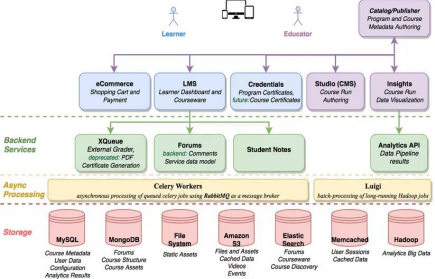 Catalog/Publisher
Program and Course
Metadata Authoring
Learner
Educator
eCommerce
Shopping Cart and
Payment
LMS
Learner Dashboard and
Courseware
Credentials
Program Certificates,
future: Course Certificates
Studio (CMS)
Course Run
Authoring
Insights
Course Run
Data Visualization
Backend
Services
XQueue
External Grader,
deprecated: PDF
Certificate Generation
Forums
backend: Comments
Service data model
Student Notes
Analytics API
Data Pipeline
results
Async
Processing
Celery Workers
asynchronous processing of queued celery jobs using RabbitMQ as a message broker
Luigi
batch-processing of long-running Hadoop jobs
Storage
MySQL
Course Metadata
User Data
Configuration
Analytics Results
MongoDB
Forums
Course Structure
Course Assets
File
System
Static Assets
Amazon
S3
Files and Assets
Cached Data
Videos
Events
Elastic
Search
Forums
Courseware
Course Discovery
Memcached
User Sessions
Cached Data
Hadoop
Analytics Big Data